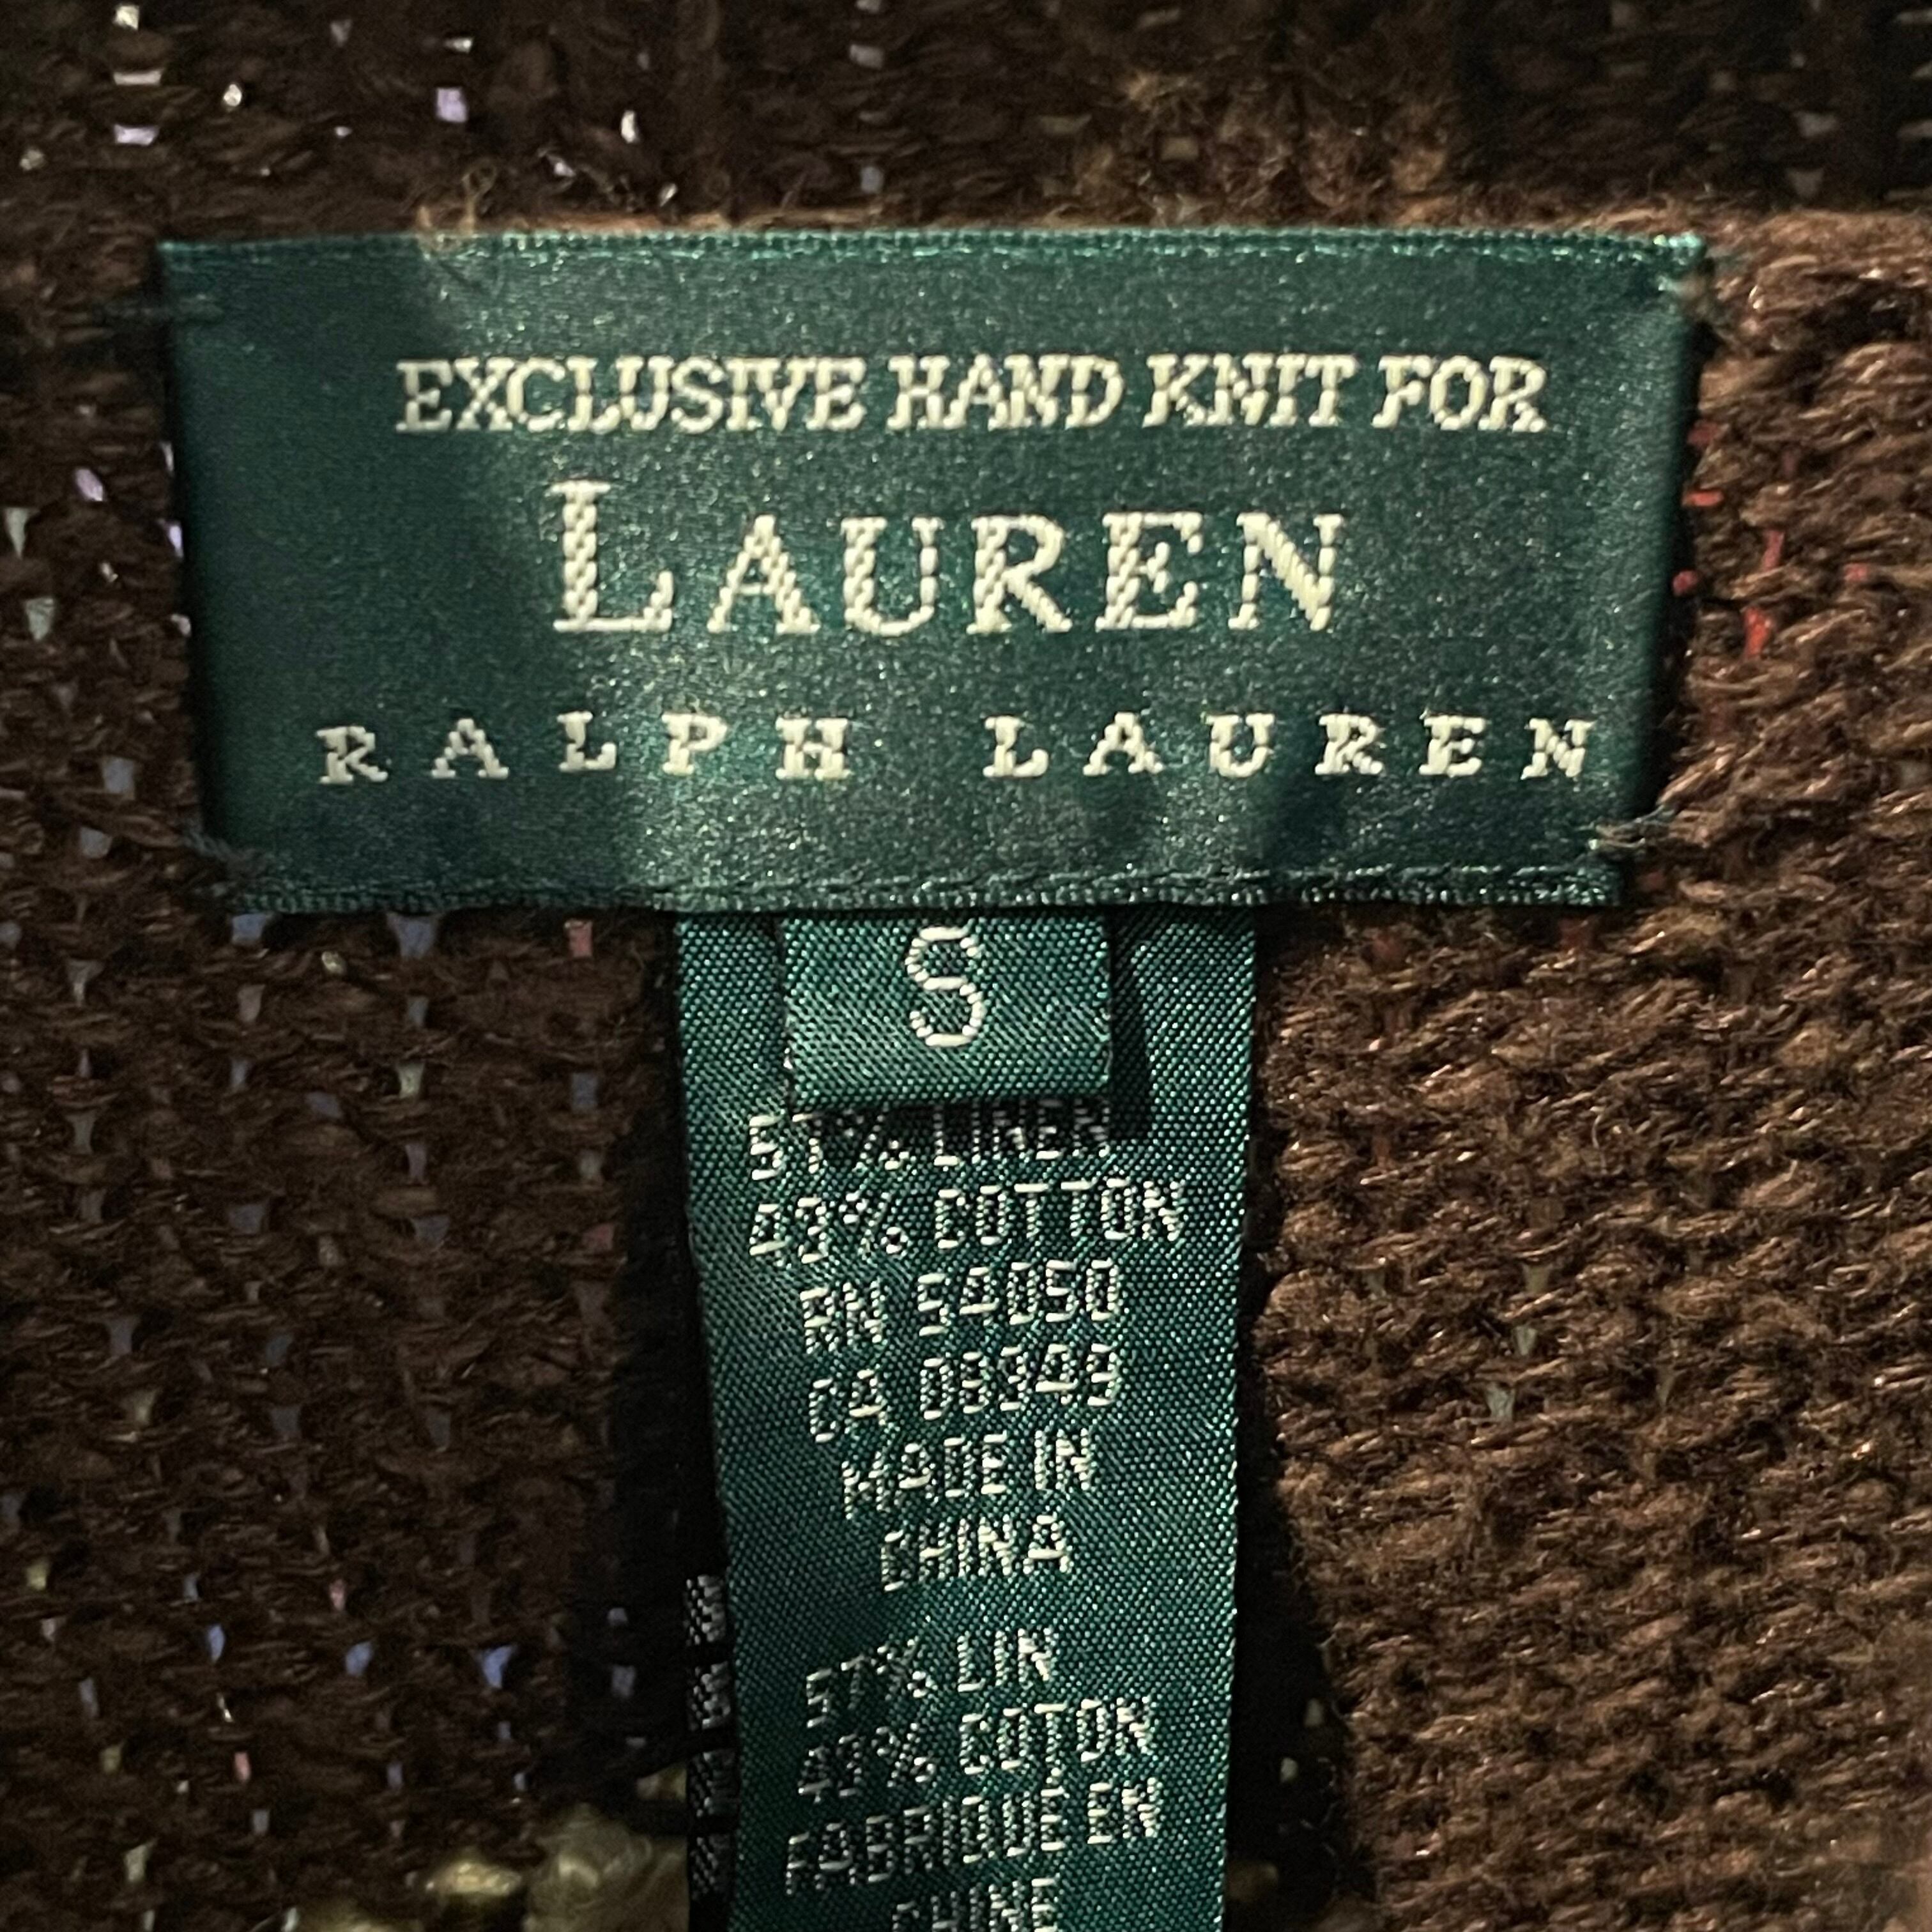 EXCLUSIVE HAND KNIT FOR
LAUREN
RALPH LAUREN
S
57% LINEN
43% COTTON
RN 54050
CA 08349
MADE IN
CHINA
57% LIN
43% COTON
FABRIQUÉ EN
CHINE